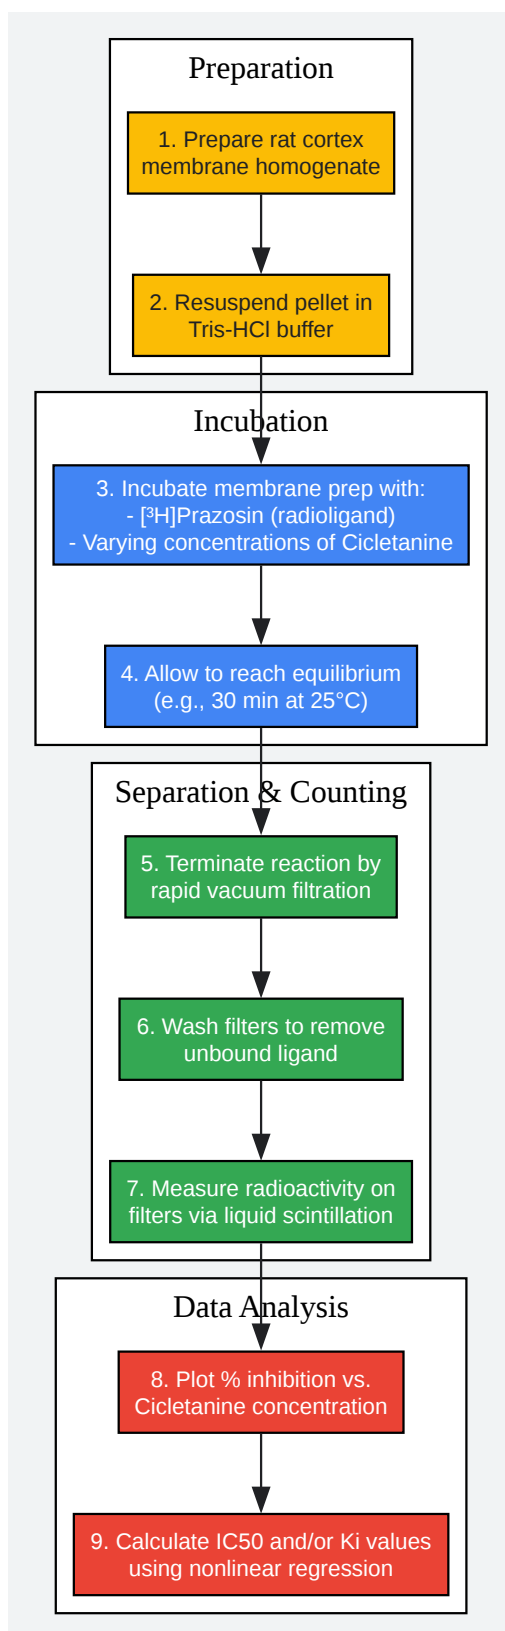 Preparation
1. Prepare rat cortex
membrane homogenate
2. Resuspend pellet in
Tris-HCl buffer
Incubation
3. Incubate membrane prep with:
- [³H]Prazosin (radioligand)
- Varying concentrations of Cicletanine
4. Allow to reach equilibrium
(e.g., 30 min at 25°C)
Separation & Counting
5. Terminate reaction by
rapid vacuum filtration
6. Wash filters to remove
unbound ligand
7. Measure radioactivity on
filters via liquid scintillation
Data Analysis
8. Plot % inhibition vs.
Cicletanine concentration
9. Calculate IC50 and/or Ki values
using nonlinear regression